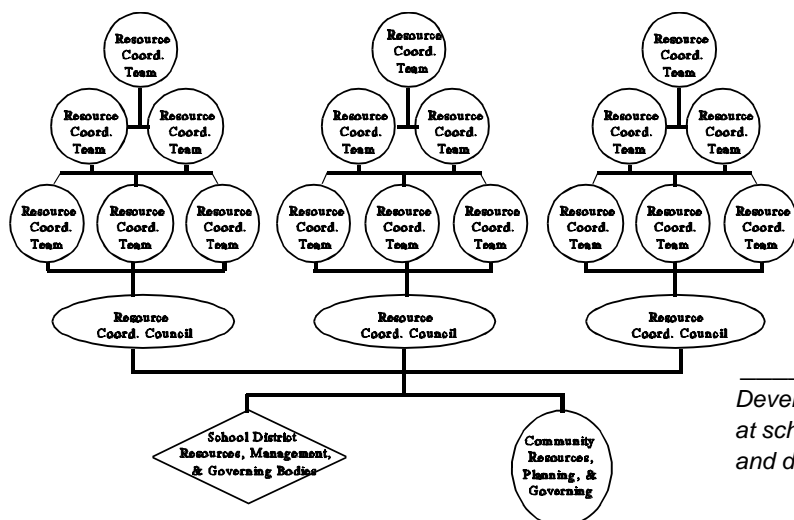 Resource
Coord.
Team
Resource
Coord.
Team
Resource
Coord.
Team
Resource
Coord.
Team
Resource
Coord.
Team
Resource
Coord.
Team
Resource
Coord.
Team
Resource
Coord.
Team
Resource
Coord.
Team
Resource
Coord.
Team
Resource
Coord.
Team
Resource
Coord.
Team
Resource
Coord.
Team
Resource
Coord.
Team
Resource
Coord.
Team
Resource
Coord.
Team
Resource
Coord.
Team
Resource
Coord.
Team
Resource
Coord. Council
Resource
Coord. Council
Resource
Coord. Council
School District
Resources, Management,
& Governing Bodies
Community
Resources,
Planning, &
Governing
at
and